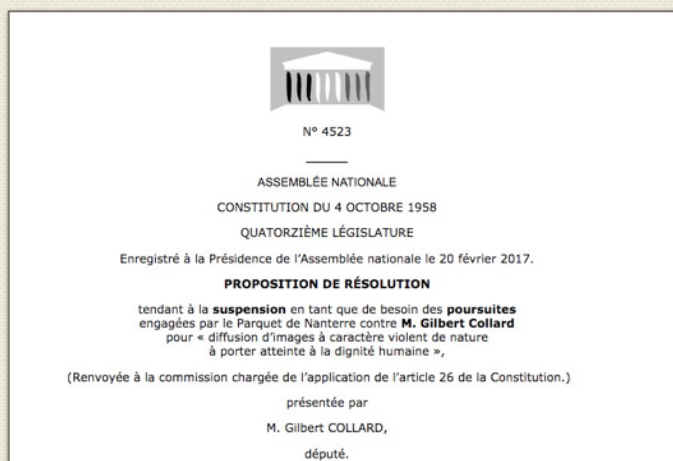 N° 4523
ASSEMBLÉE NATIONALE
CONSTITUTION DU 4 OCTOBRE 1958
QUATORZIÈME LÉGISLATURE
Enregistré à la Présidence de l'Assemblée nationale le 20 février 2017.
PROPOSITION DE RÉSOLUTION
tendant à la suspension en tant que de besoin des poursuites
engagées par le Parquet de Nanterre contre M. Gilbert Collard
pour « diffusion d'images à caractère violent de nature
à porter atteinte à la dignité humaine »,
(Renvoyée à la commission chargée de l'application de l'article 26 de la Constitution.)
présentée par
M. Gilbert COLLARD,
député.